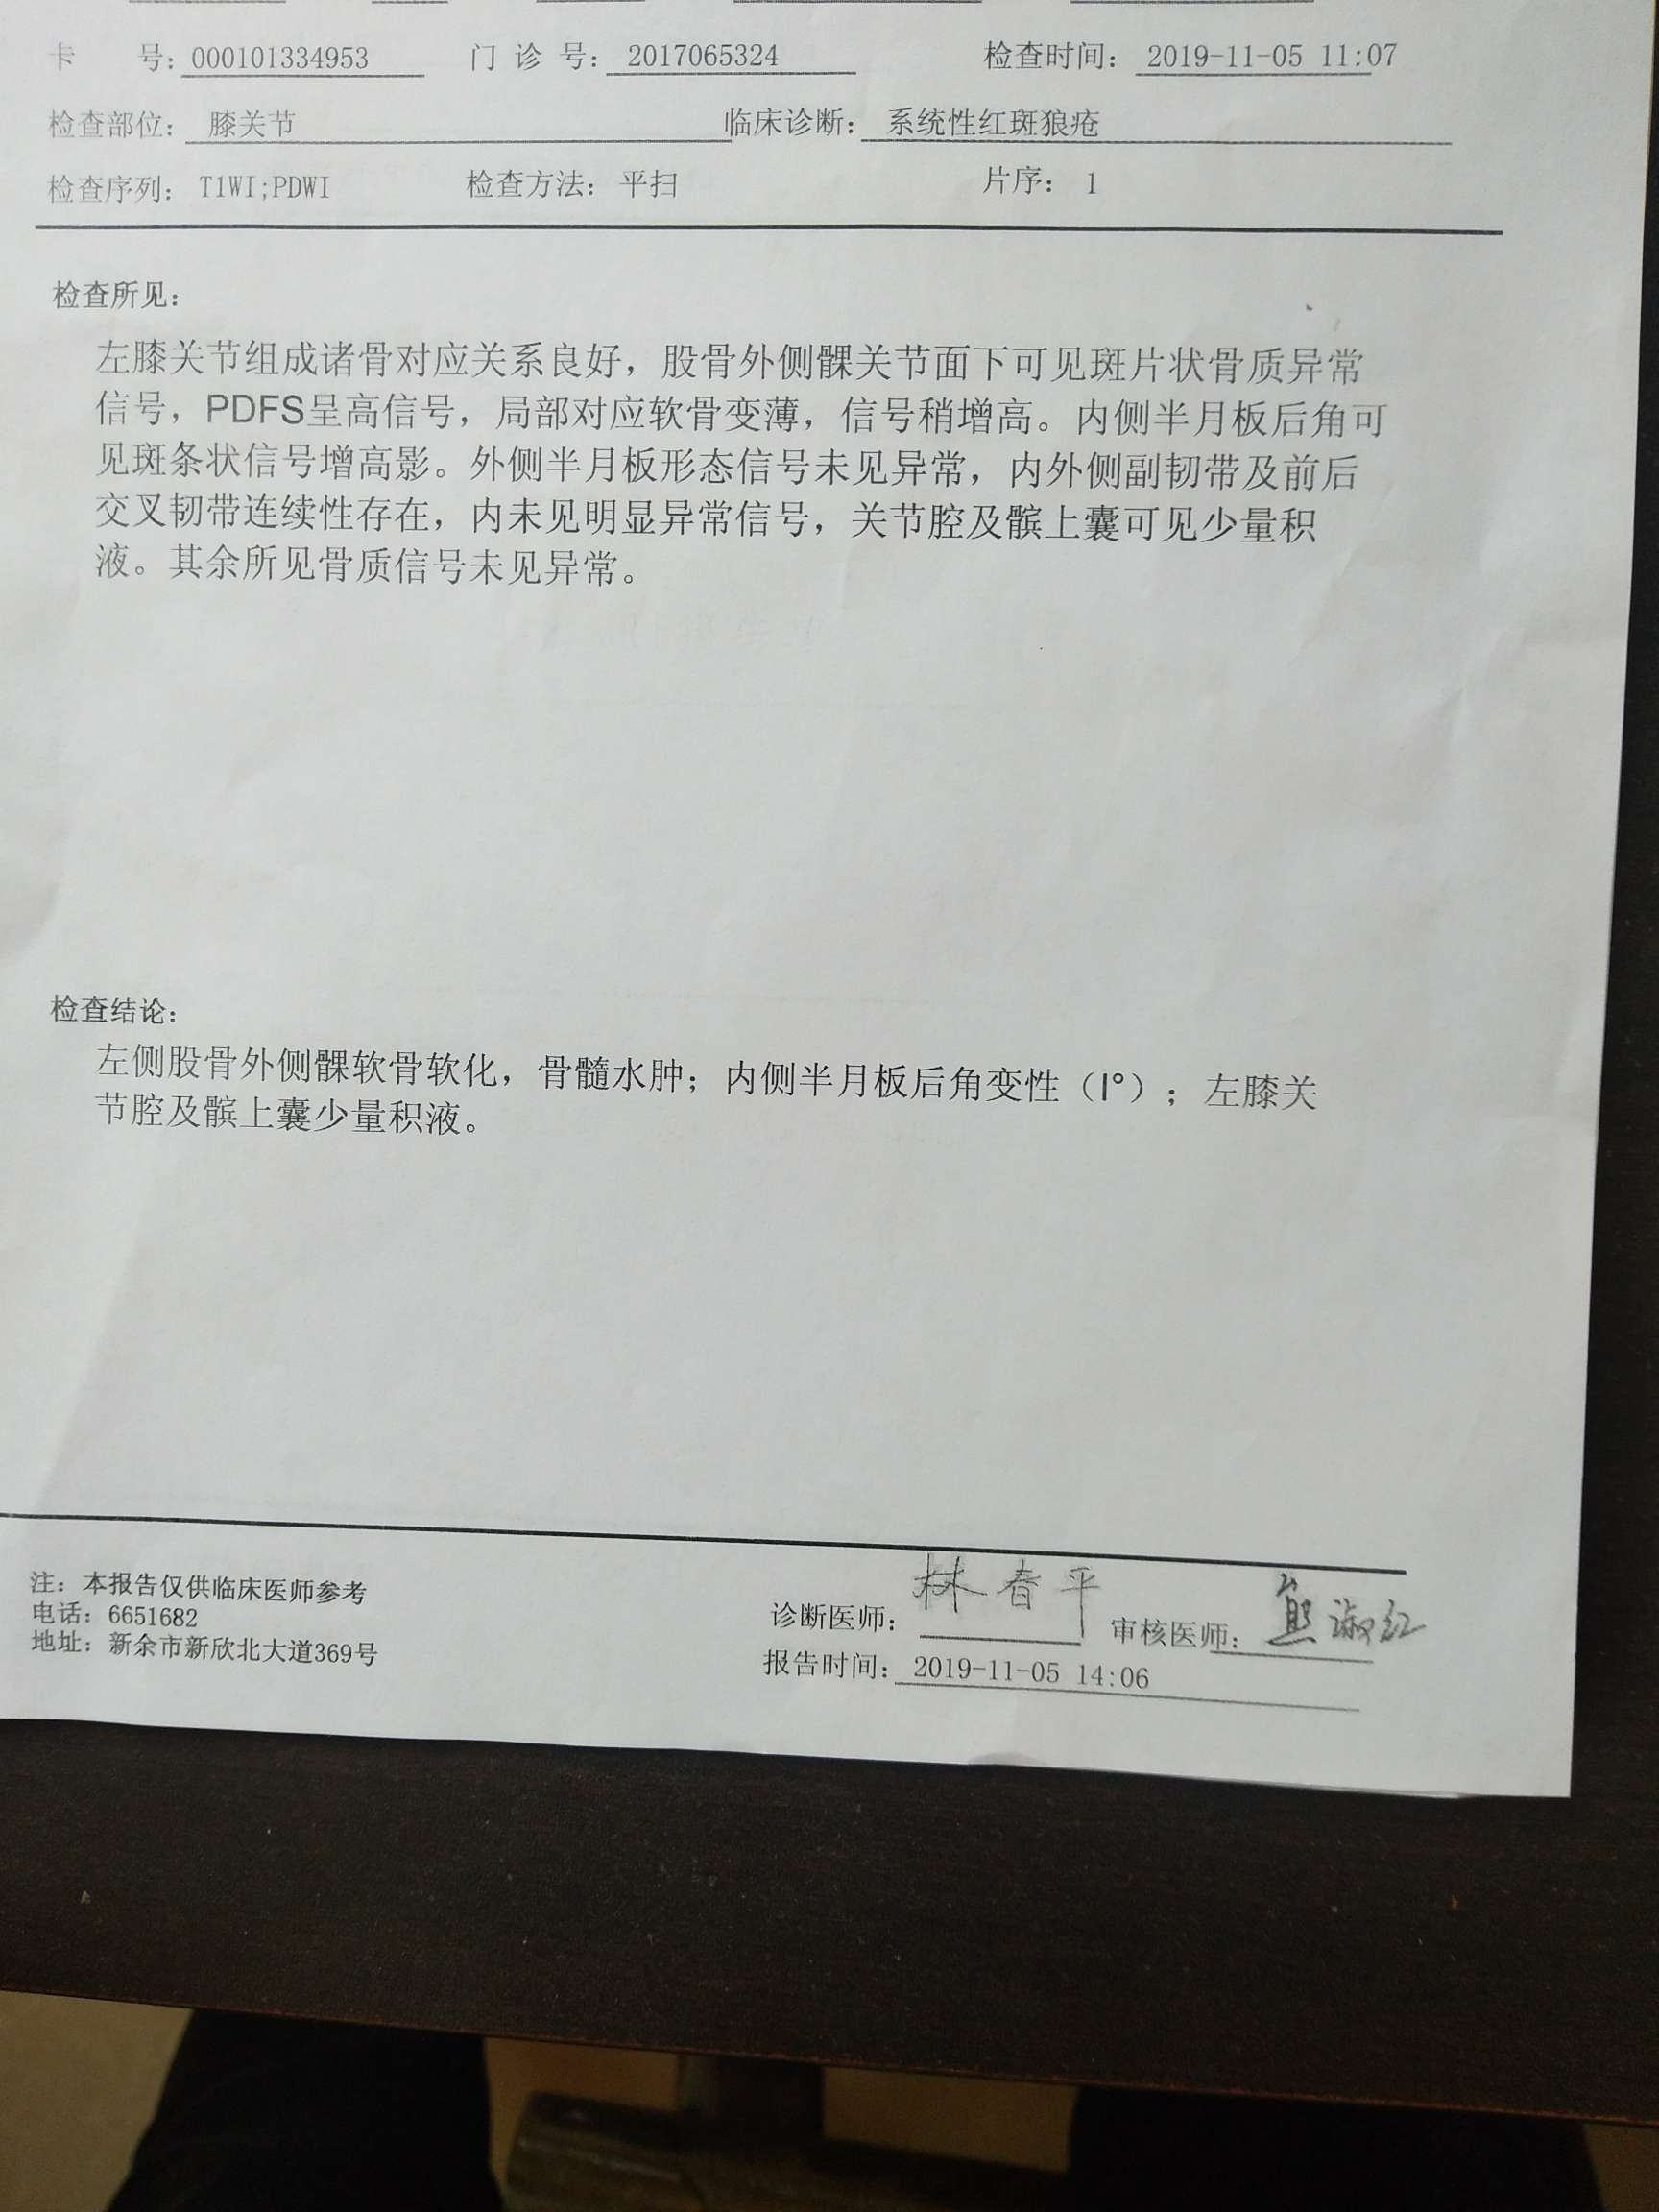 卡 号: 000101334953 门诊号: 2017065324 检查时间: 2019-11-05 11:07
检查部位: 膝关节 临床诊断: 系统性红斑狼疮
检查序列: T1WI;PDWI 检查方法: 平扫 片序: 1
检查所见:
左膝关节组成诸骨对应关系良好，股骨外侧髁关节面下可见斑片状骨质异常
信号，PDFS呈高信号，局部对应软骨变薄，信号稍增高。内侧半月板后角可
见斑条状信号增高影。外侧半月板形态信号未见异常，内外侧副韧带及前后
交叉韧带连续性存在，内未见明显异常信号，关节腔及髌上囊可见少量积
液。其余所见骨质信号未见异常。
检查结论:
左侧股骨外侧髁软骨软化，骨髓水肿；内侧半月板后角变性（I°）；左膝关
节腔及髌上囊少量积液。
注: 本报告仅供临床医师参考
电话: 6651682
地址: 新余市新欣北大道369号
诊断医师: 林春平 审核医师: 熊淑红
报告时间: 2019-11-05 14:06